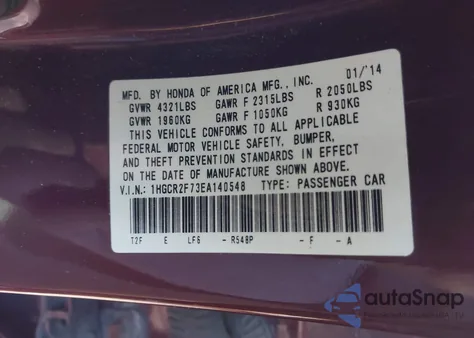 MFD. BY HONDA OF AMERICA MFG., INC. 01/'14
GVWR 4321LBS GAWR F 2315LBS R 2050LBS
GVWR 1960KG GAWR F 1050KG R 930KG
THIS VEHICLE CONFORMS TO ALL APPLICABLE
FEDERAL MOTOR VEHICLE SAFETY, BUMPER,
AND THEFT PREVENTION STANDARDS IN EFFECT
ON THE DATE OF MANUFACTURE SHOWN ABOVE.
V.I.N.: 1HGCR2F73EA140548 TYPE: PASSENGER CAR
T2F E LF6 - R548P - F - A
autoSnap